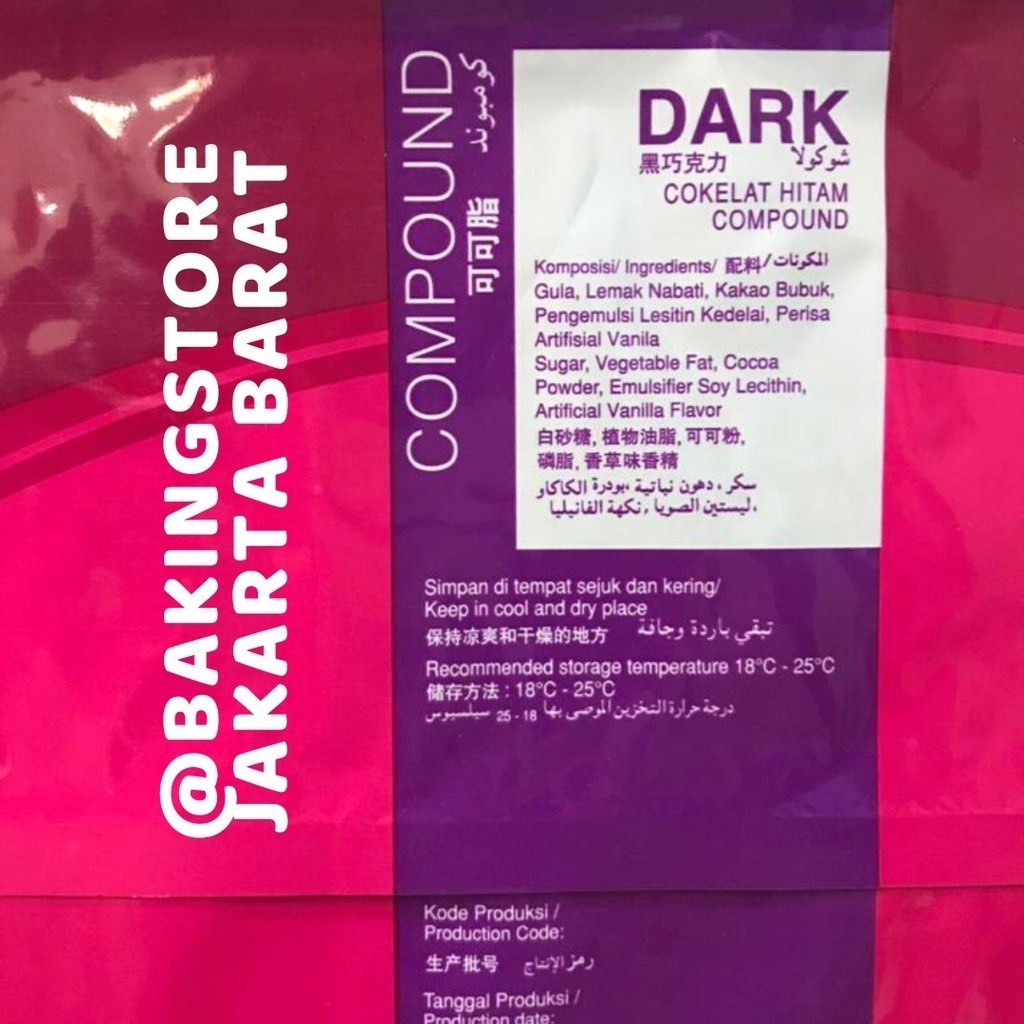 @BAKINGSTORE
JAKARTA BARAT
COMPOUND
كومبوند
可可脂
DARK
黑巧克力 شوكولا
COKELAT HITAM
COMPOUND
Komposisi/ Ingredients/ 配料/المكونات
Gula, Lemak Nabati, Kakao Bubuk,
Pengemulsi Lesitin Kedelai, Perisa
Artifisial Vanila
Sugar, Vegetable Fat, Cocoa
Powder, Emulsifier Soy Lecithin,
Artificial Vanilla Flavor
白砂糖, 植物油脂, 可可粉,
磷脂, 香草味香精
سكر، دهون نباتية ،بودرة الكاكاو
،ليستين الصويا , نكهة الفانيليا
Simpan di tempat sejuk dan kering/
Keep in cool and dry place
保持凉爽和干燥的地方 تبقي باردة وجافة
Recommended storage temperature 18°C - 25°C
储存方法 : 18°C - 25°C
درجة حرارة التخزين الموصى بها 18 - 25 سيلسيوس
Kode Produksi /
Production Code:
生产批号 رمز الإنتاج
Tanggal Produksi /
Production date: